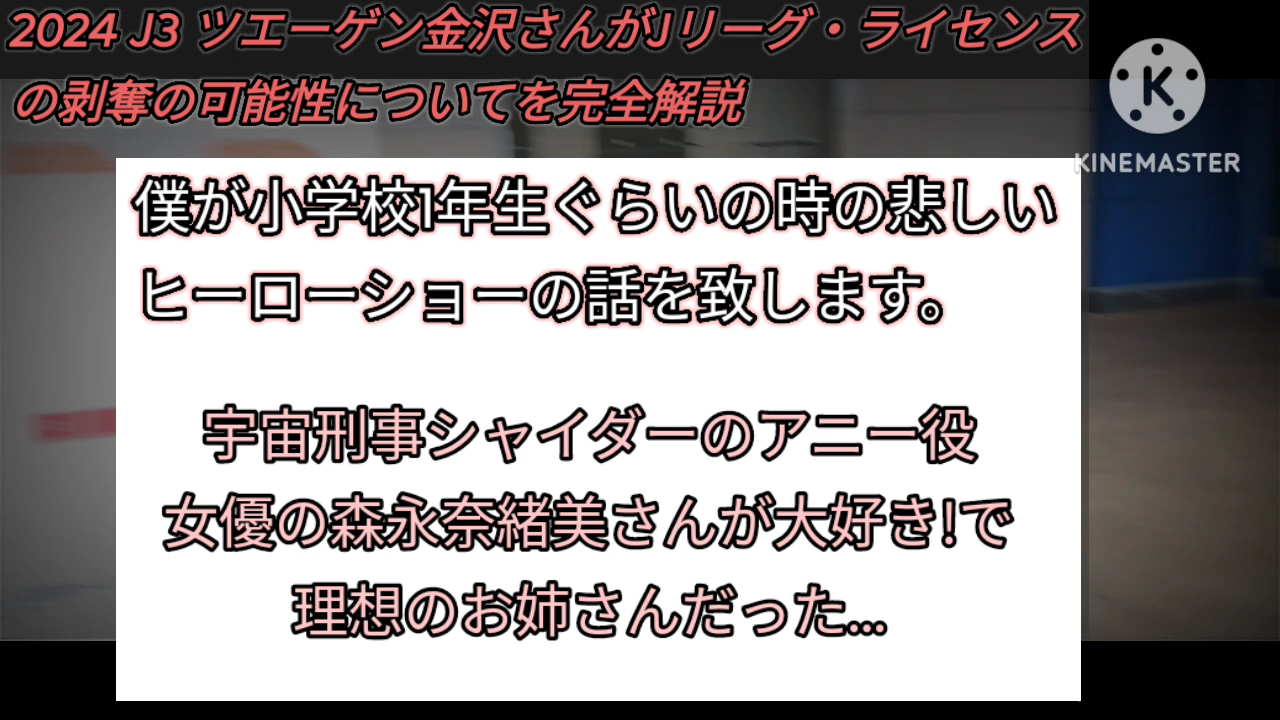 2024 J3 ツエーゲン金沢さんがJリーグ・ライセンス
の剥奪の可能性についてを完全解説
K
KINEMASTER
僕が小学校1年生ぐらいの時の悲しい
ヒーローショーの話を致します。
宇宙刑事シャイダーのアニー役
女優の森永奈緒美さんが大好き!で
理想のお姉さんだった...